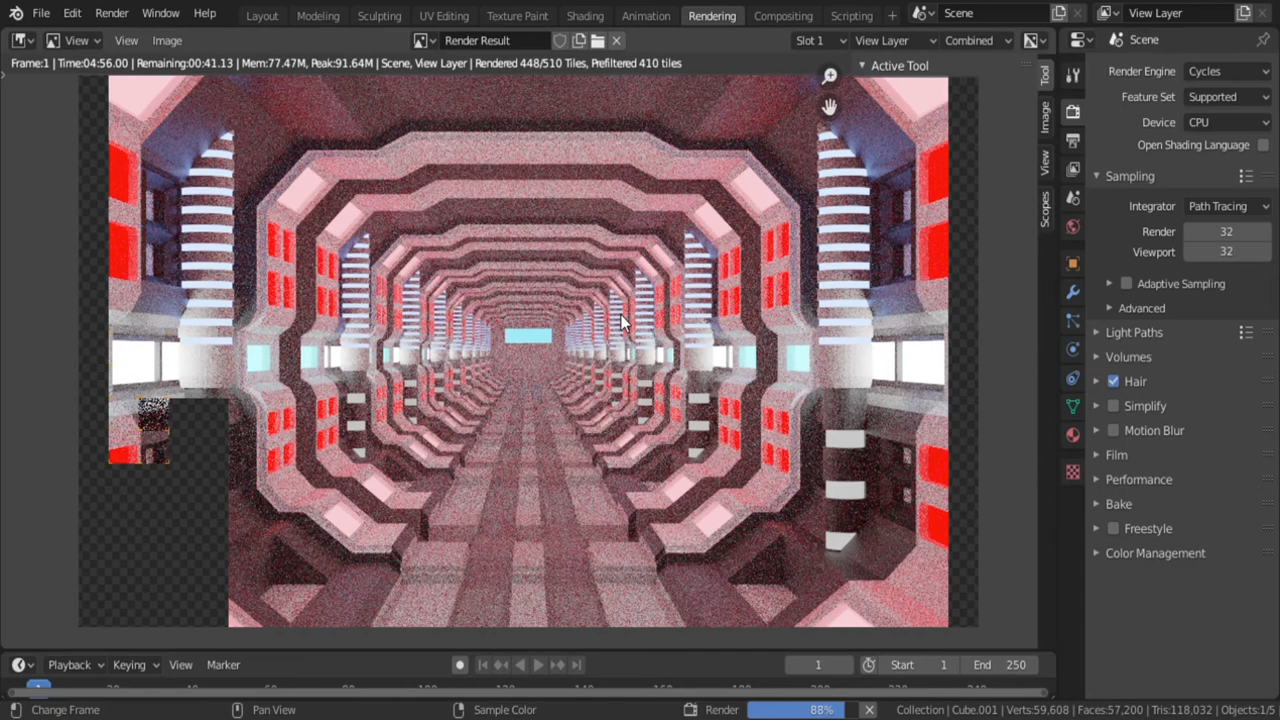 File Edit Render Window Help Layout Modeling Sculpting UV Editing Texture Paint Shading Animation Rendering Compositing Scripting + Scene View Layer
View View Image Render Result Slot 1 View Layer Combined Scene
Frame:1 | Time:04:56.00 | Remaining:00:41.13 | Mem:77.47M, Peak:91.64M | Scene, View Layer | Rendered 448/510 Tiles, Prefiltered 410 tiles
Active Tool
Tool
Image
View
Scopes
Render Engine Cycles
Feature Set Supported
Device CPU
Open Shading Language
Sampling
Integrator Path Tracing
Render 32
Viewport 32
Adaptive Sampling
Advanced
Light Paths
Volumes
Hair
Simplify
Motion Blur
Film
Performance
Bake
Freestyle
Color Management
Playback Keying View Marker 1 Start 1 End 250
1
Change Frame Pan View Sample Color Render 88% Collection | Cube.001 | Verts:59,608 | Faces:57,200 | Tris:118,032 | Objects:1/5